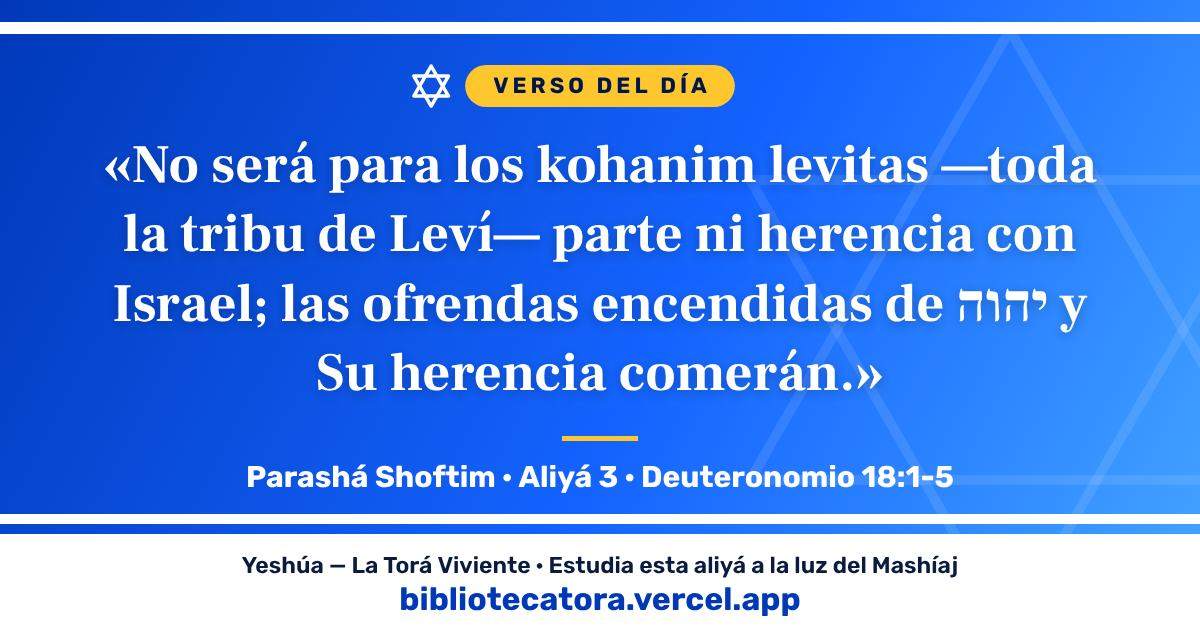 VERSO DEL DÍA
«No será para los kohanim levitas —toda
la tribu de Leví— parte ni herencia con
Israel; las ofrendas encendidas de יהוה y
Su herencia comerán.»
Parashá Shoftim • Aliyá 3 • Deuteronomio 18:1-5
Yeshúa — La Torá Viviente • Estudia esta aliyá a la luz del Mashíaj
bibliotecatora.vercel.app